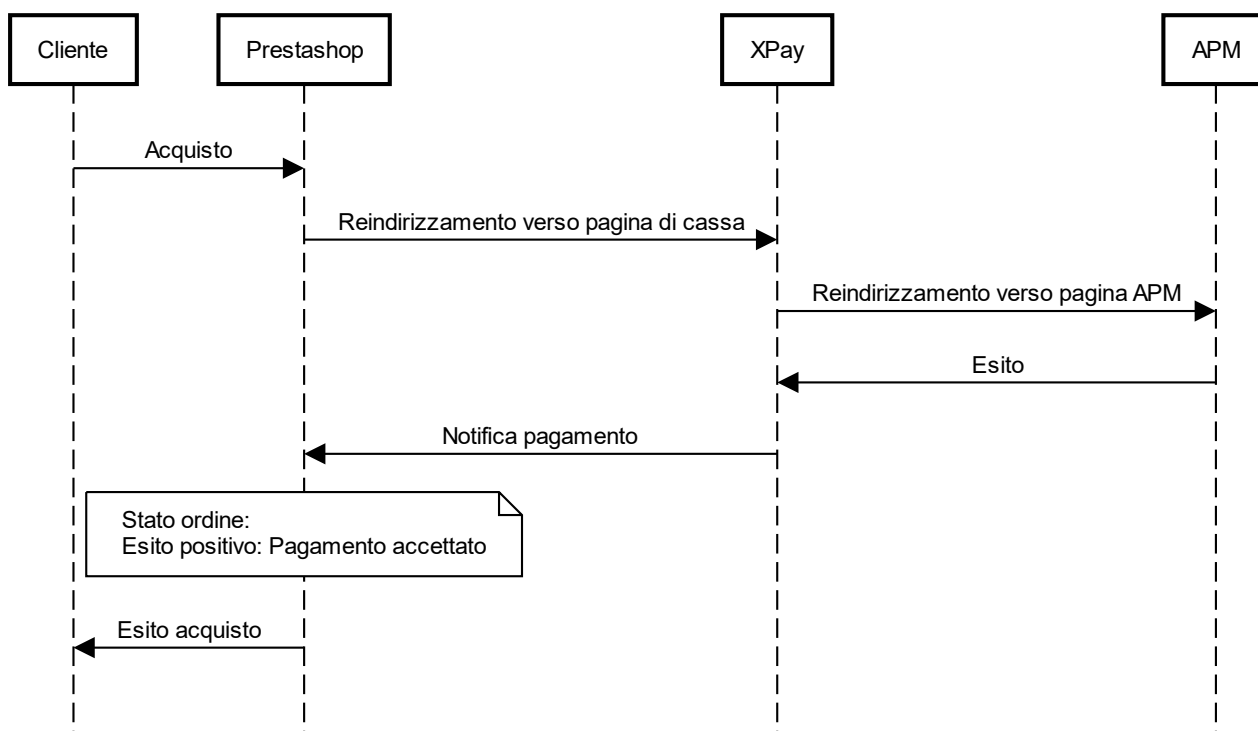 Cliente
Prestashop
XPay
APM
Acquisto
Reindirizzamento verso pagina di cassa
Reindirizzamento verso pagina APM
Esito
Notifica pagamento
Stato ordine:
Esito positivo: Pagamento accettato
Esito acquisto